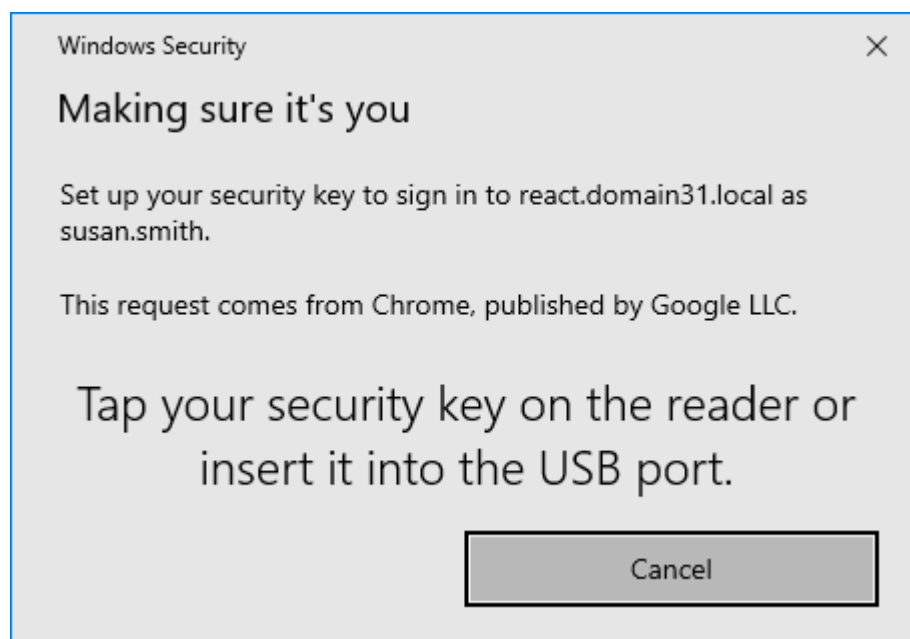 Windows Security
Making sure it's you
Set up your security key to sign in to react.domain31.local as
susan.smith.
This request comes from Chrome, published by Google LLC.
Tap your security key on the reader or
insert it into the USB port.
Cancel